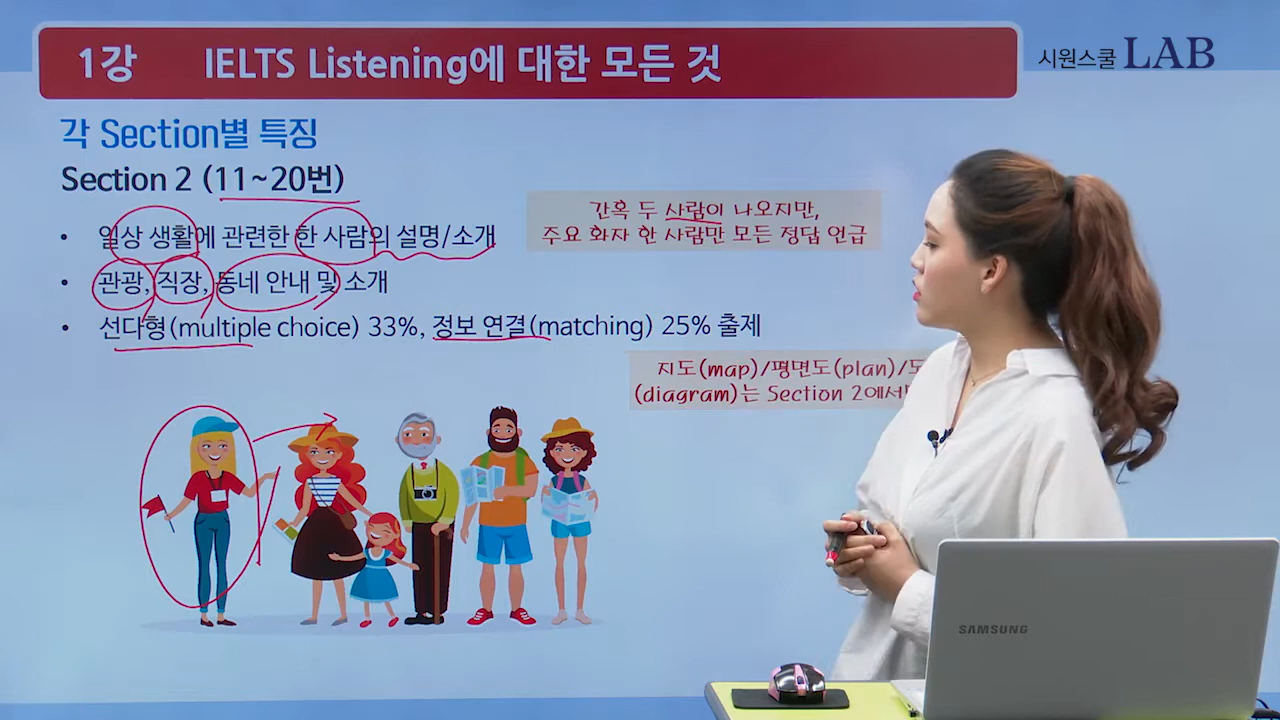 1강 IELTS Listening에 대한 모든 것
시원스쿨 LAB
각 Section별 특징
Section 2 (11~20번)
• 일상 생활에 관련한 한 사람의 설명/소개
간혹 두 사람이 나오지만,
주요 화자 한 사람만 모든 정답 언급
• 관광, 직장, 동네 안내 및 소개
• 선다형(multiple choice) 33%, 정보 연결(matching) 25% 출제
지도(map)/평면도(plan)/
(diagram)는 Section 2에서
SAMSUNG